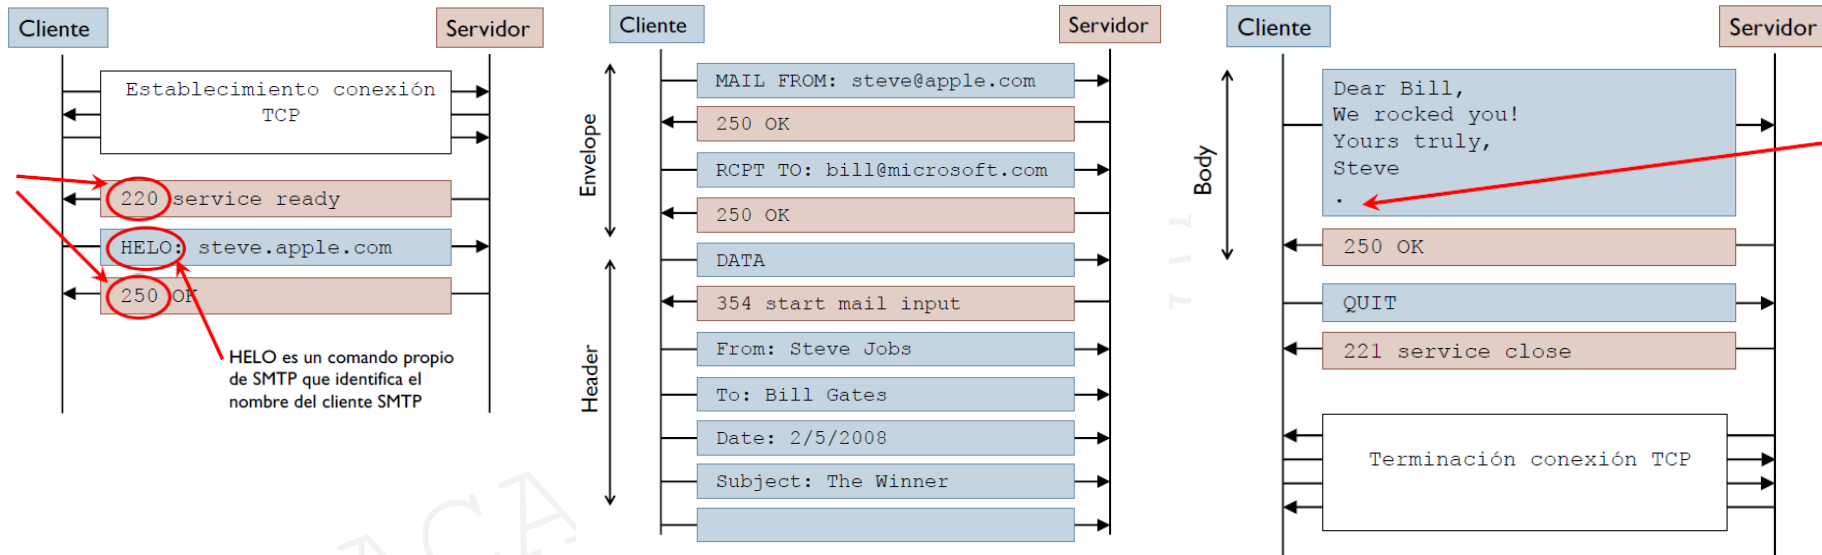 Cliente
Servidor
Establecimiento conexión
TCP
220 service ready
HELO: steve.apple.com
250 OK
HELO es un comando propio
de SMTP que identifica el
nombre del cliente SMTP
Cliente
Servidor
Envelope
MAIL FROM: steve@apple.com
250 OK
RCPT TO: bill@microsoft.com
250 OK
Header
DATA
354 start mail input
From: Steve Jobs
To: Bill Gates
Date: 2/5/2008
Subject: The Winner
Cliente
Servidor
Body
Dear Bill,
We rocked you!
Yours truly,
Steve
.
250 OK
QUIT
221 service close
Terminación conexión TCP